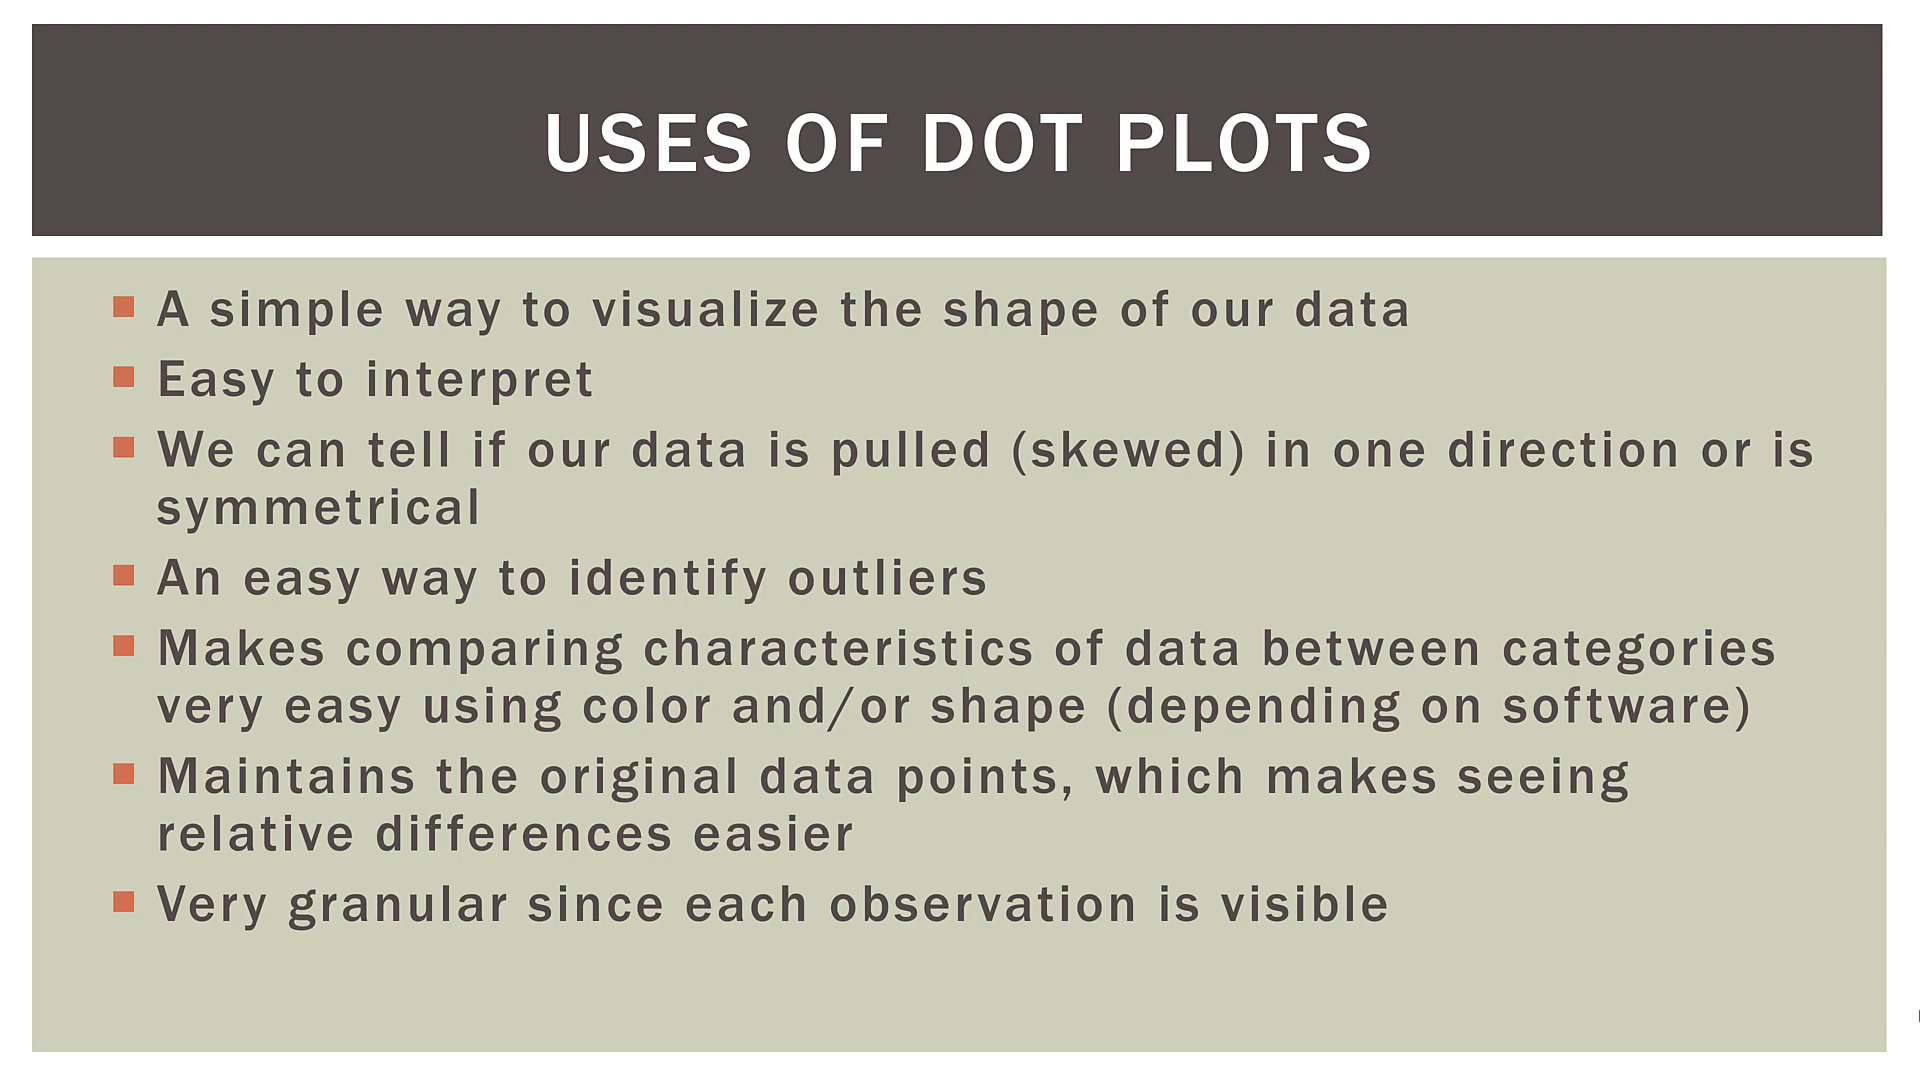 USES OF DOT PLOTS
A simple way to visualize the shape of our data
Easy to interpret
We can tell if our data is pulled (skewed) in one direction or is
symmetrical
An easy way to identify outliers
Makes comparing characteristics of data between categories
very easy using color and/or shape (depending on software)
Maintains the original data points, which makes seeing
relative differences easier
Very granular since each observation is visible